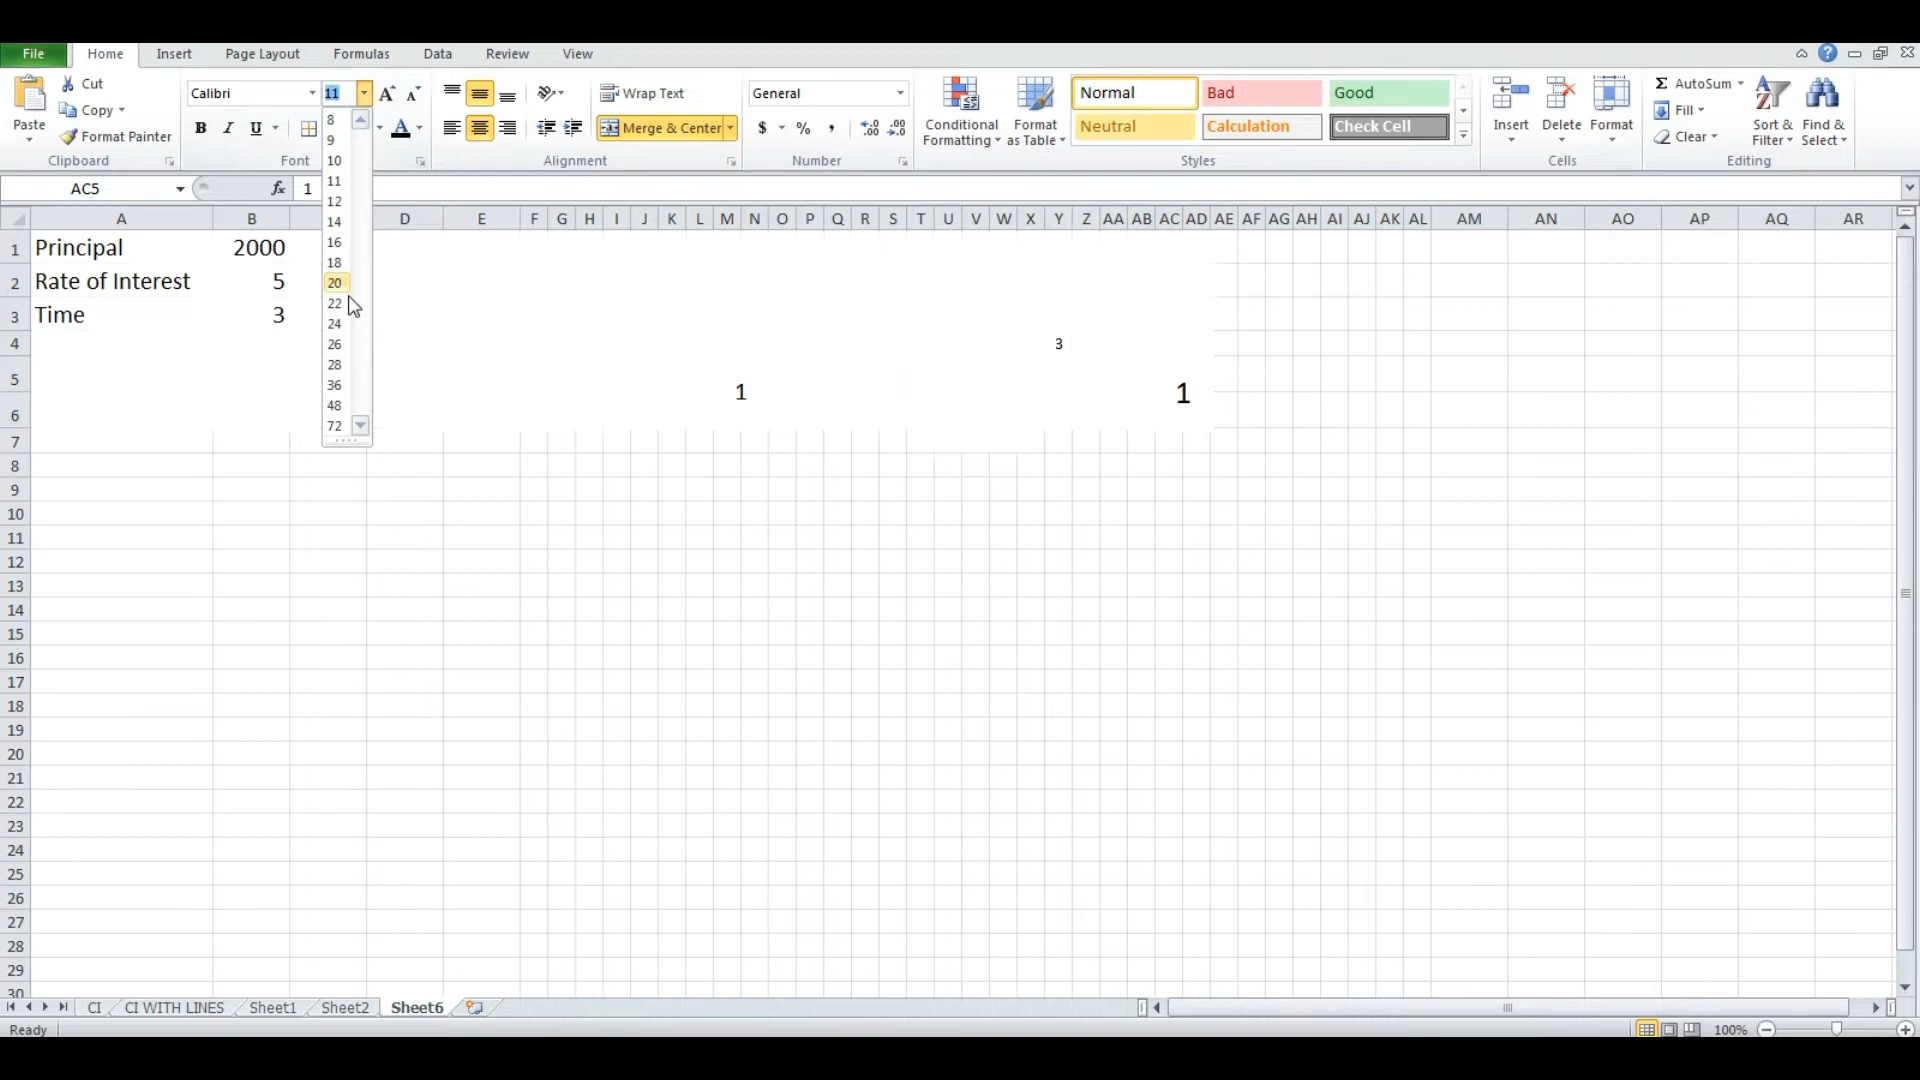 File Home Insert Page Layout Formulas Data Review View
Paste Cut Copy Format Painter Clipboard
Calibri 11 B I U A A A Font
Wrap Text Merge & Center Alignment
General $ % , .0 .00 .00 .0 Number
Conditional Formatting Format as Table
Normal Bad Good
Neutral Calculation Check Cell
Styles
Insert Delete Format Cells
Σ AutoSum Fill Clear Sort & Filter Find & Select Editing
AC5 fx 1
8
9
10
11
12
14
16
18
20
22
24
26
28
36
48
72
A B D E F G H I J K L M N O P Q R S T U V W X Y Z AA AB AC AD AE AF AG AH AI AJ AK AL AM AN AO AP AQ AR
1 Principal 2000
2 Rate of Interest 5
3 Time 3
4 3
5 1 1
6
7
8
9
10
11
12
13
14
15
16
17
18
19
20
21
22
23
24
25
26
27
28
29
30
CI CI WITH LINES Sheet1 Sheet2 Sheet6
Ready 100%